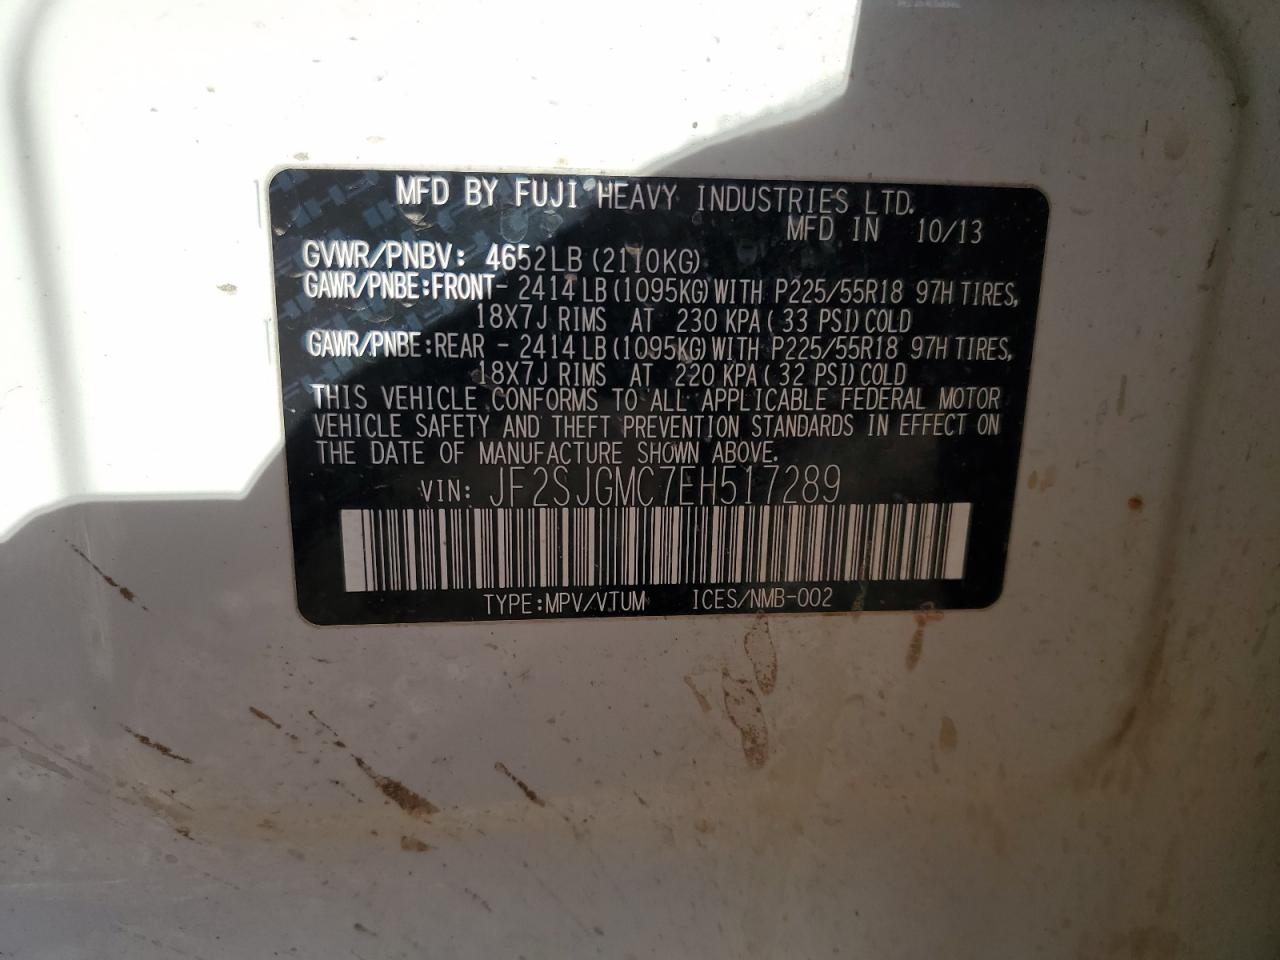 MFD BY FUJI HEAVY INDUSTRIES LTD.
MFD IN 10/13
GVWR/PNBV: 4652LB (2110KG)
GAWR/PNBE:FRONT- 2414 LB (1095KG) WITH P225/55R18 97H TIRES,
18X7J RIMS AT 230 KPA ( 33 PSI) COLD
GAWR/PNBE:REAR - 2414 LB (1095KG) WITH P225/55R18 97H TIRES,
18X7J RIMS AT 220 KPA ( 32 PSI) COLD
THIS VEHICLE CONFORMS TO ALL APPLICABLE FEDERAL MOTOR
VEHICLE SAFETY AND THEFT PREVENTION STANDARDS IN EFFECT ON
THE DATE OF MANUFACTURE SHOWN ABOVE.
VIN: JF2SJGMC7EH517289
TYPE:MPV/VTUM ICES/NMB-002